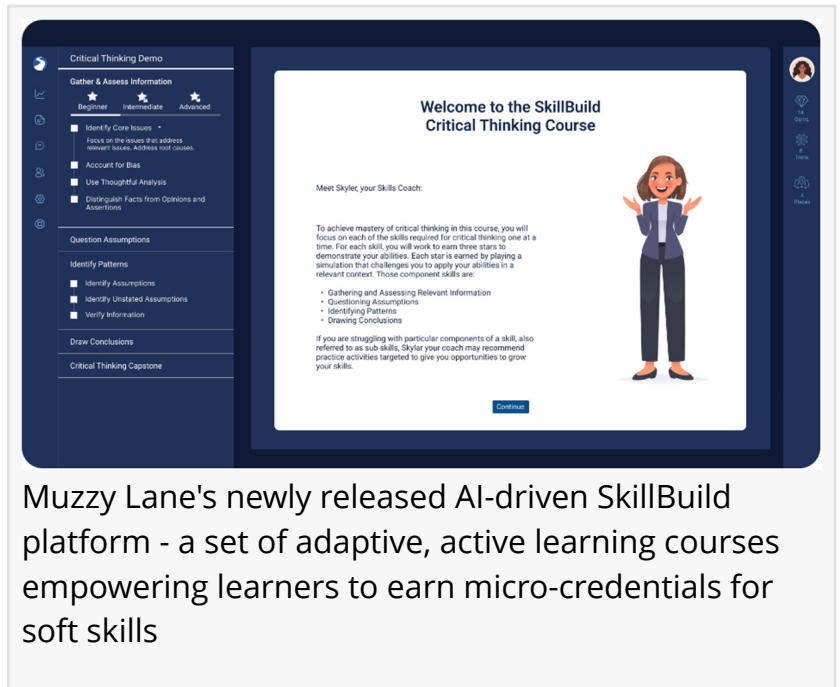 Critical Thinking Demo
Gather & Assess Information
Beginner Intermediate Advanced
Identify Core Issues
Focus on the issues that address
relevant issues. Address root causes.
Account for Bias
Use Thoughtful Analysis
Distinguish Facts from Opinions and
Assertions
Question Assumptions
Identify Patterns
Identify Assumptions
Identify Unstated Assumptions
Verify Information
Draw Conclusions
Critical Thinking Capstone
Welcome to the SkillBuild
Critical Thinking Course
Meet Skyler, your Skills Coach:
To achieve mastery of critical thinking in this course, you will
focus on each of the skills required for critical thinking one at a
time. For each skill, you will work to earn three stars to
demonstrate your abilities. Each star is earned by playing a
simulation that challenges you to apply your abilities in a
relevant context. Those component skills are:
• Gathering and Assessing Relevant Information
• Questioning Assumptions
• Identifying Patterns
• Drawing Conclusions
If you are struggling with particular components of a skill, also
referred to as sub-skills, Skylar your coach may recommend
practice activities targeted to give you opportunities to grow
your skills.
Continue
14
Gems
Tools
4
Places
Muzzy Lane's newly released AI-driven SkillBuild
platform - a set of adaptive, active learning courses
empowering learners to earn micro-credentials for
soft skills